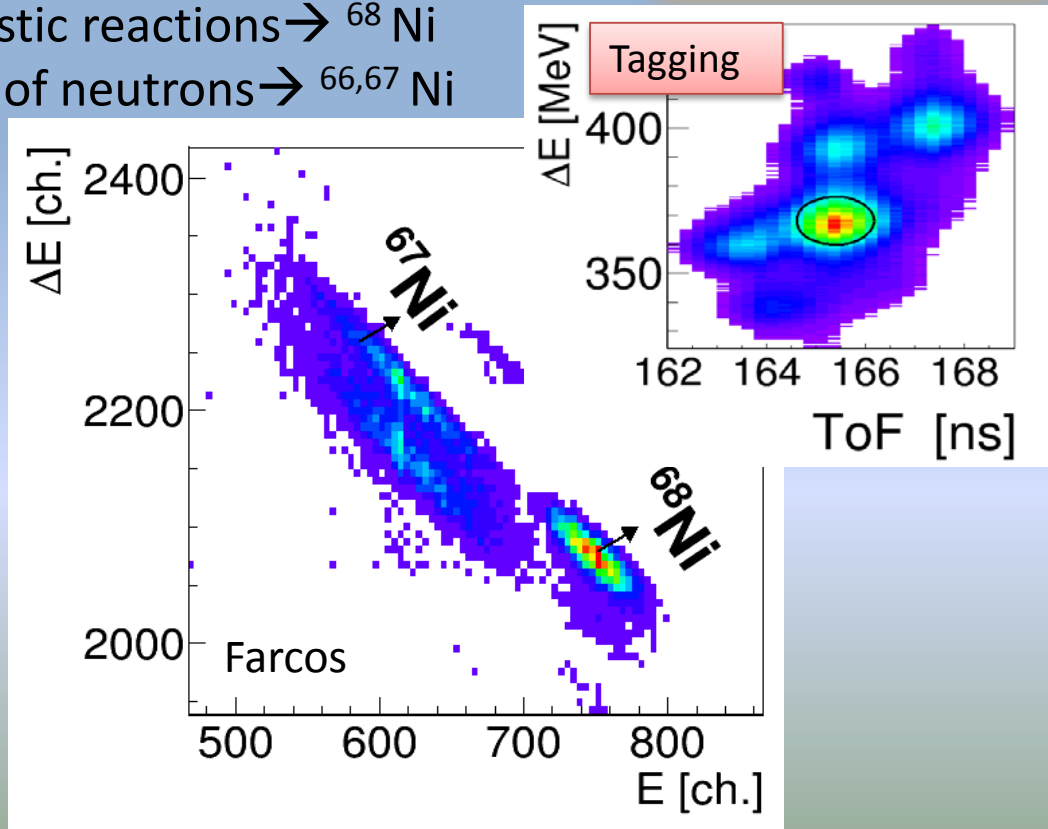 stic reactions→ ⁶⁸ Ni
of neutrons→ ⁶⁶,⁶⁷ Ni
Tagging
ΔE [MeV]
400
350
162 164 166 168
ToF [ns]
ΔE [ch.]
2400
2200
2000
⁶⁷Ni
⁶⁸Ni
Farcos
500 600 700 800
E [ch.]